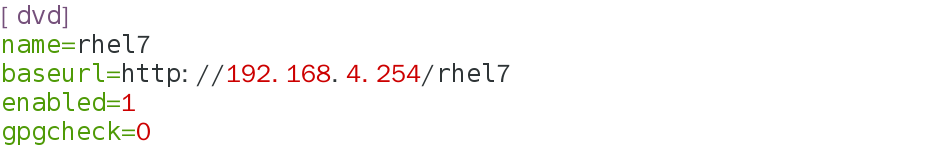 [dvd]
name=rhel7
baseurl=http://192.168.4.254/rhel7
enabled=1
gpgcheck=0